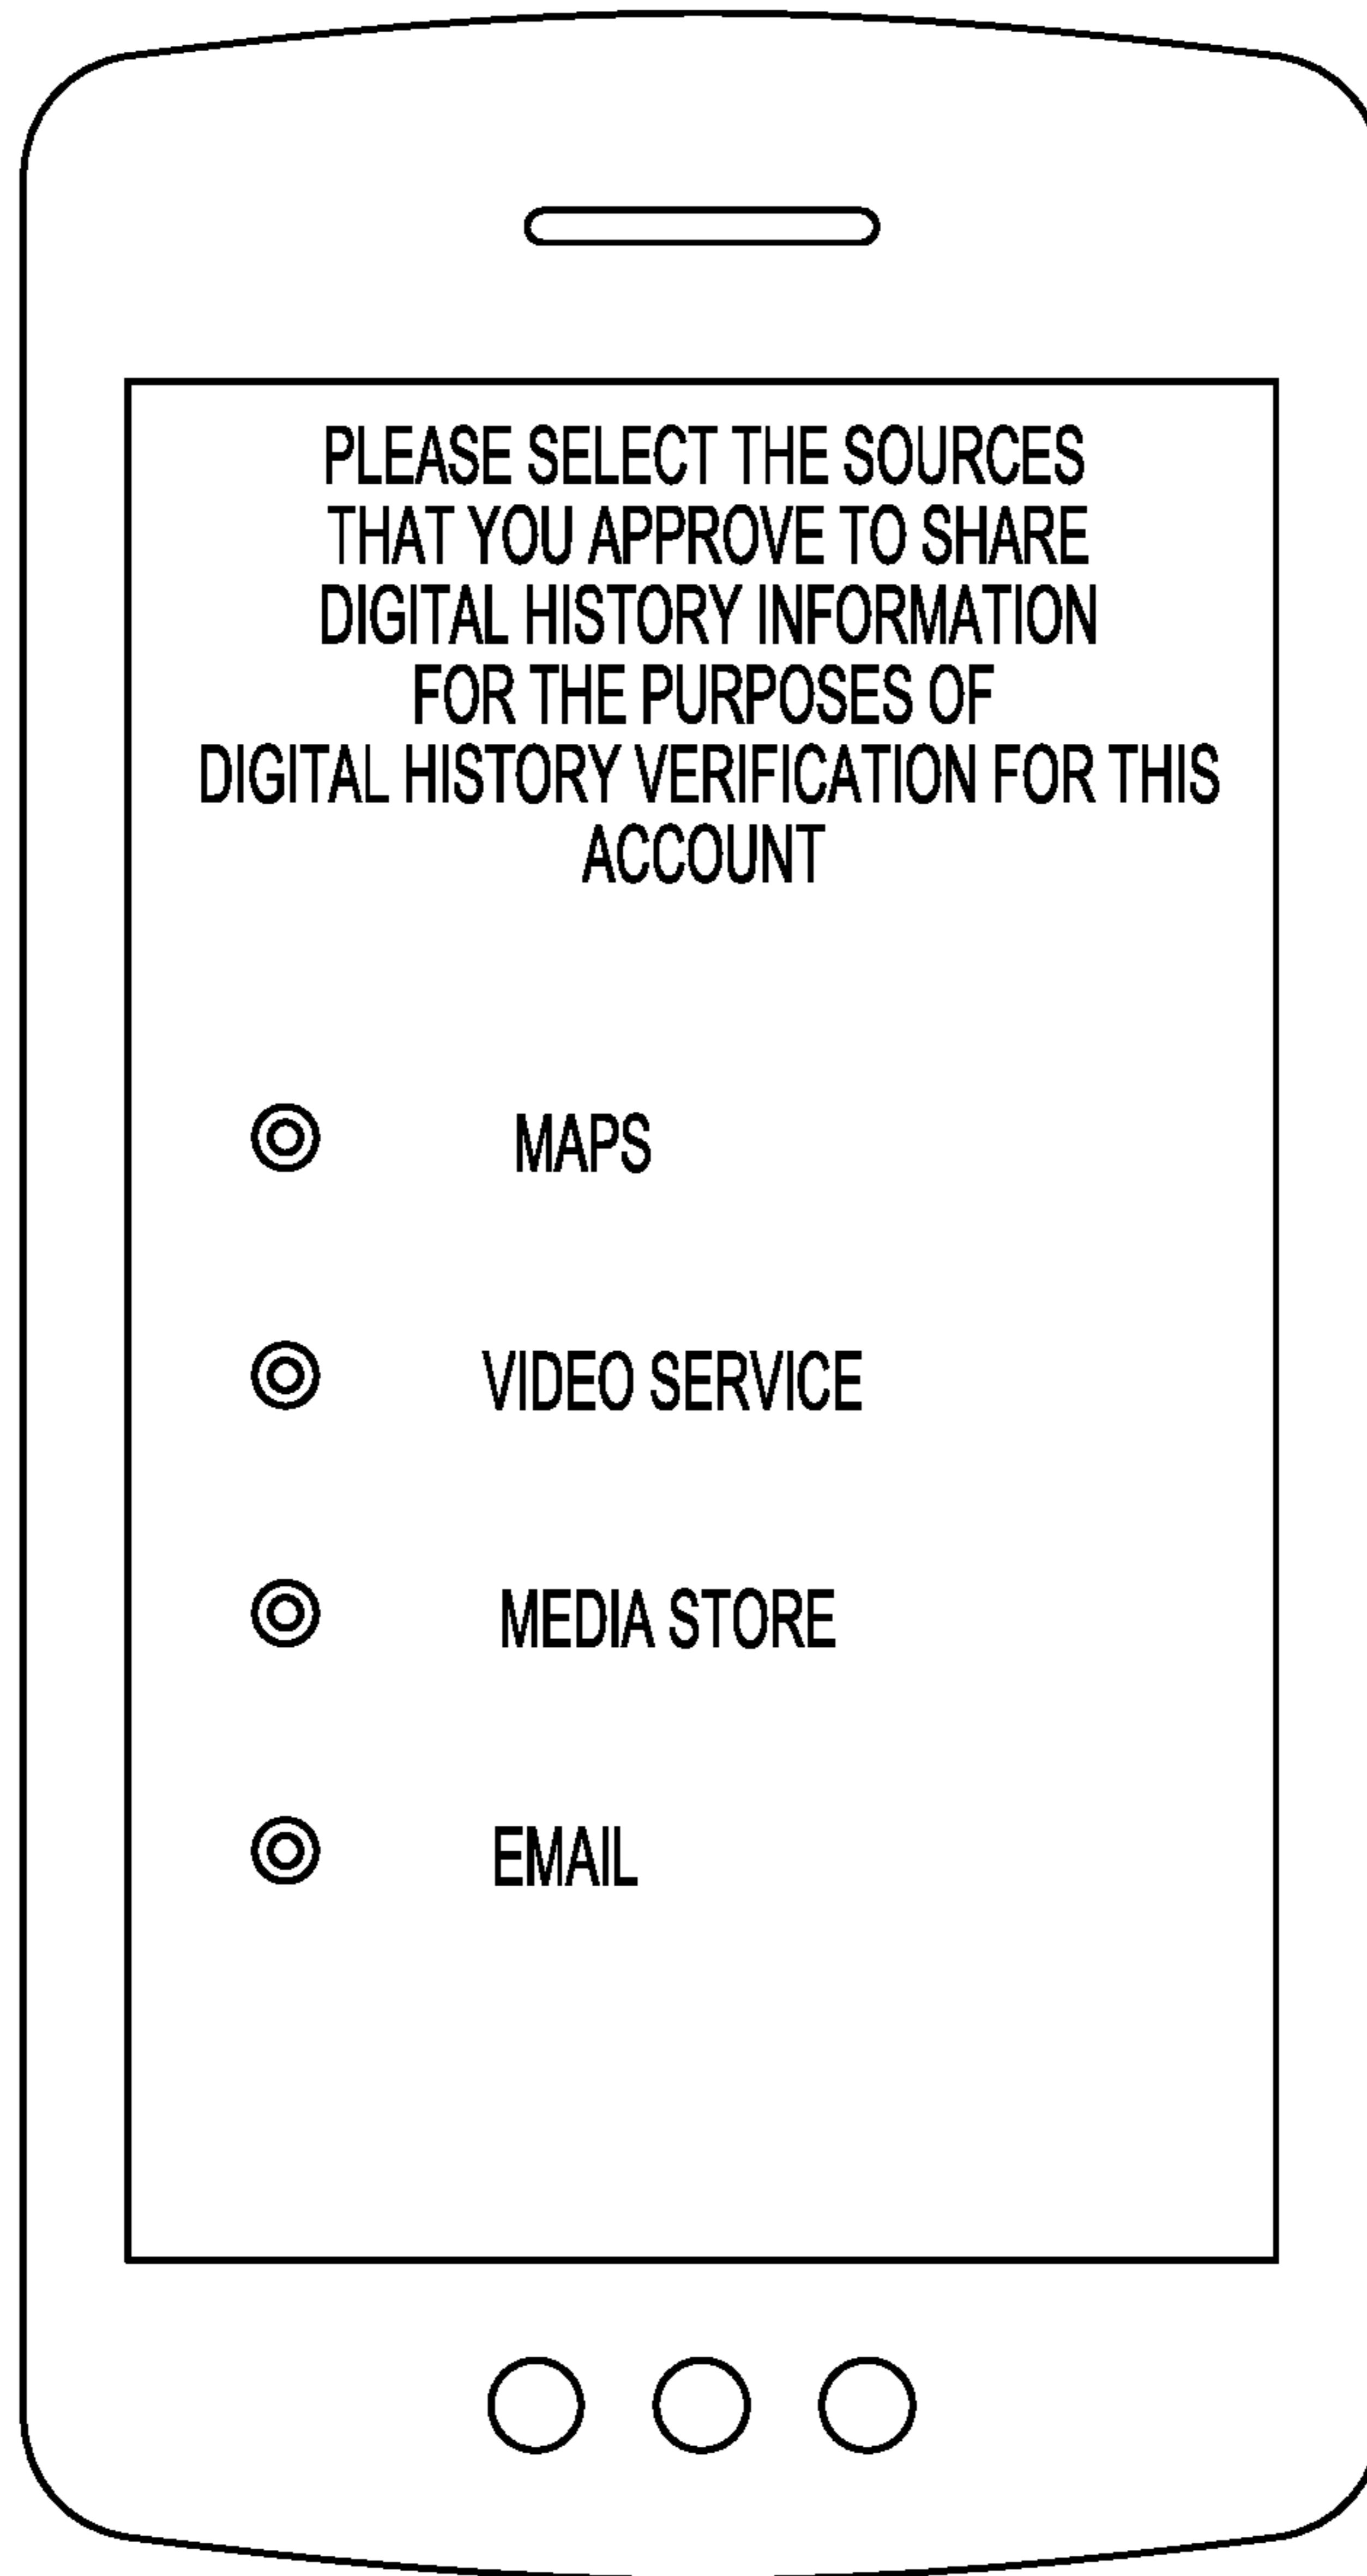 PLEASE SELECT THE SOURCES
THAT YOU APPROVE TO SHARE
DIGITAL HISTORY INFORMATION
FOR THE PURPOSES OF
DIGITAL HISTORY VERIFICATION FOR THIS
ACCOUNT
MAPS
VIDEO SERVICE
MEDIA STORE
EMAIL